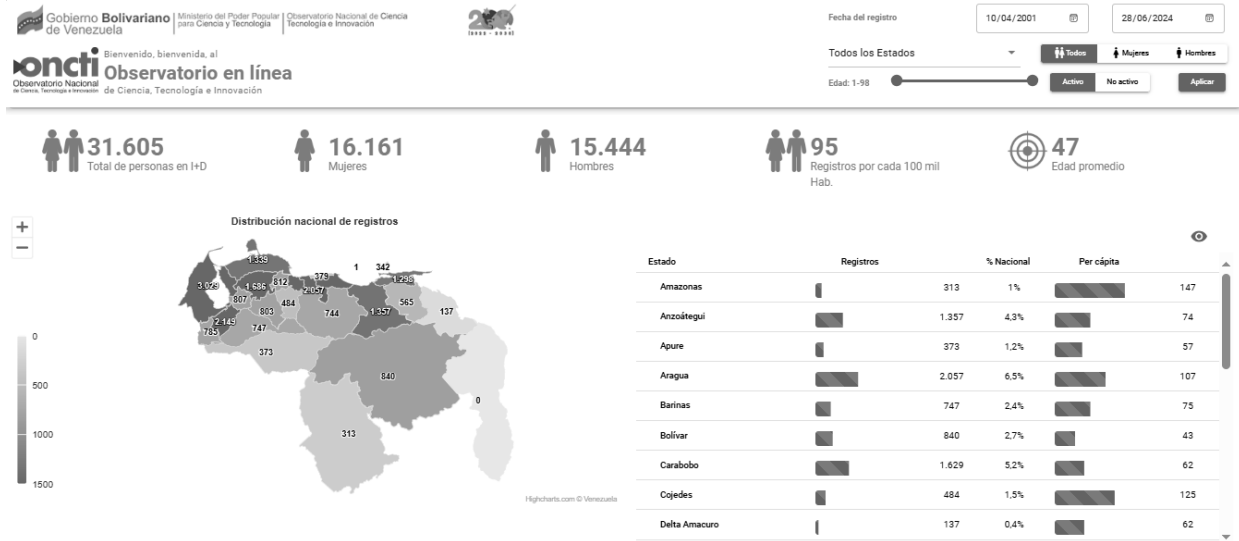 Gobierno Bolivariano de Venezuela
Ministerio del Poder Popular para Ciencia y Tecnología
Observatorio Nacional de Ciencia Tecnología e Innovación
200
Fecha del registro
10/04/2001
28/06/2024
oncti
Observatorio Nacional
de Ciencia, Tecnología e Innovación
Bienvenido, bienvenida, al
Observatorio en línea
de Ciencia, Tecnología e Innovación
Todos los Estados
Todos
Mujeres
Hombres
Edad: 1-98
Activo
No activo
Aplicar
31.605
Total de personas en I+D
16.161
Mujeres
15.444
Hombres
95
Registros por cada 100 mil
Hab.
47
Edad promedio
+
−
Distribución nacional de registros
1.339
3.029
1.686
812
379
1
342
1.298
807
2.057
484
803
744
1.357
565
137
2.149
785
747
373
840
0
313
0
500
1000
1500
Highcharts.com © Venezuela
Estado Registros % Nacional Per cápita
Amazonas 313 1% 147
Anzoátegui 1.357 4,3% 74
Apure 373 1,2% 57
Aragua 2.057 6,5% 107
Barinas 747 2,4% 75
Bolívar 840 2,7% 43
Carabobo 1.629 5,2% 62
Cojedes 484 1,5% 125
Delta Amacuro 137 0,4% 62